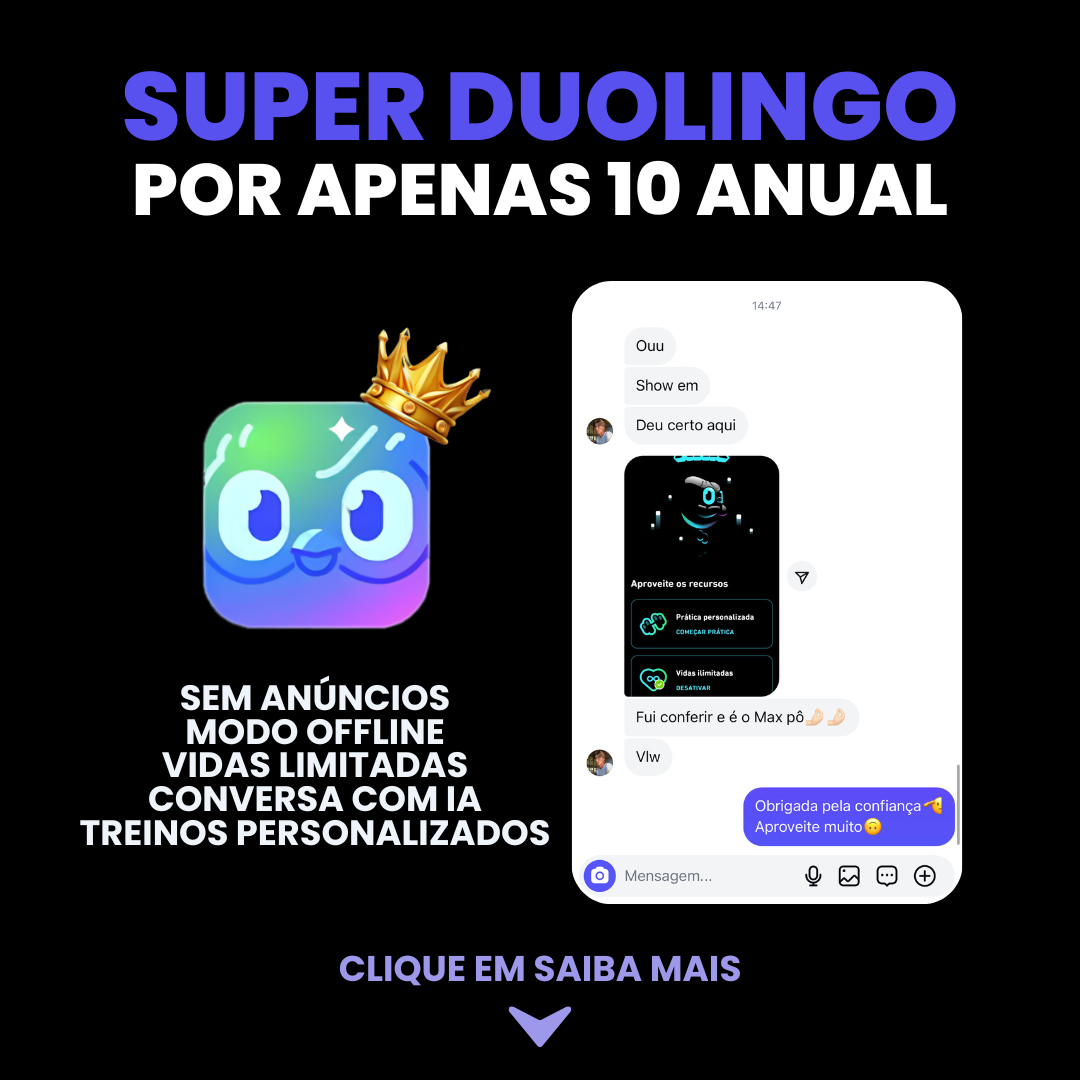 SUPER DUOLINGO
POR APENAS 10 ANUAL
14:47
Ouu
Show em
Deu certo aqui
Aproveite os recursos
Prática personalizada
COMEÇAR PRÁTICA
Vidas ilimitadas
DESATIVAR
Fui conferir e é o Max pô🤌🏻🤌🏻
Vlw
Obrigada pela confiança🫡
Aproveite muito🙃
Mensagem...
SEM ANÚNCIOS
MODO OFFLINE
VIDAS LIMITADAS
CONVERSA COM IA
TREINOS PERSONALIZADOS
CLIQUE EM SAIBA MAIS